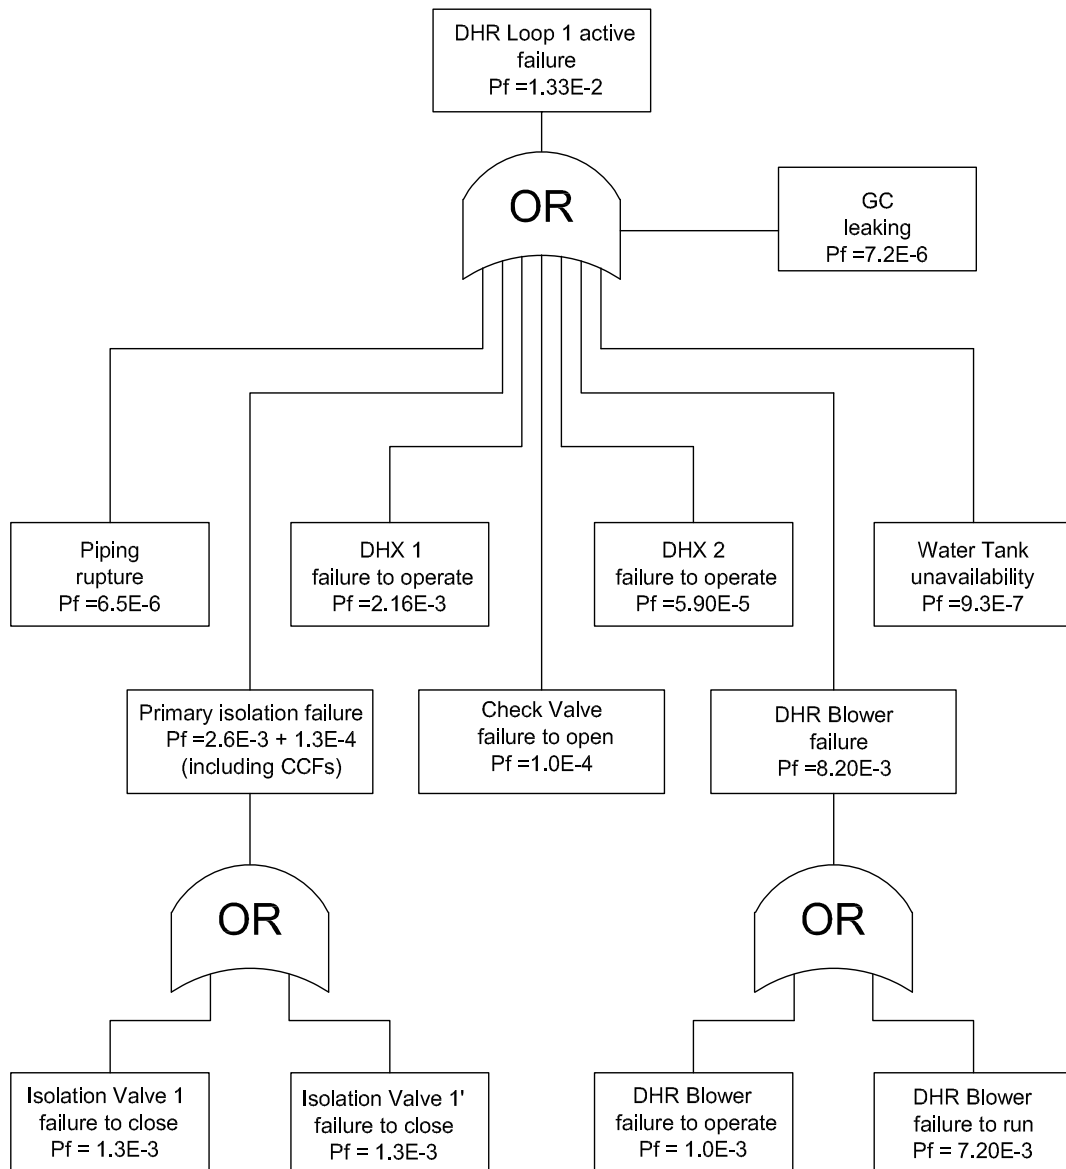 DHR Loop 1 active
failure
Pf =1.33E-2
OR
GC
leaking
Pf =7.2E-6
Piping
rupture
Pf =6.5E-6
DHX 1
failure to operate
Pf =2.16E-3
DHX 2
failure to operate
Pf =5.90E-5
Water Tank
unavailability
Pf =9.3E-7
Primary isolation failure
Pf =2.6E-3 + 1.3E-4
(including CCFs)
Check Valve
failure to open
Pf =1.0E-4
DHR Blower
failure
Pf =8.20E-3
OR
OR
Isolation Valve 1
failure to close
Pf = 1.3E-3
Isolation Valve 1'
failure to close
Pf = 1.3E-3
DHR Blower
failure to operate
Pf =1.0E-3
DHR Blower
failure to run
Pf = 7.20E-3